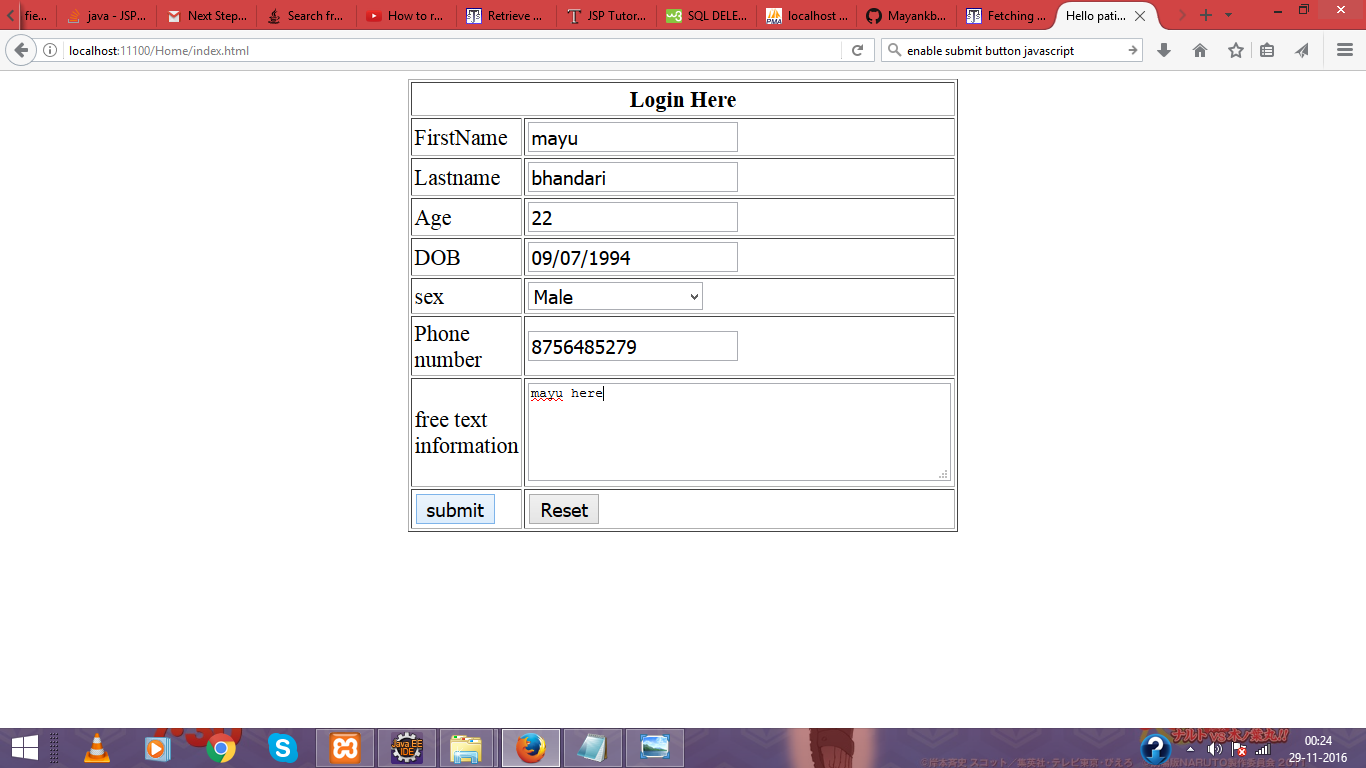 fie...
java - JSP...
Next Step...
Search fr...
How to r...
Retrieve ...
JSP Tutor...
SQL DELE...
localhost ...
Mayankb...
Fetching ...
Hello pati...
localhost:11100/Home/index.html
enable submit button javascript
Login Here
FirstName mayu
Lastname bhandari
Age 22
DOB 09/07/1994
sex Male
Phone
number 8756485279
mayu here
free text
information
submit Reset
Java EE
IDE
00:24
29-11-2016